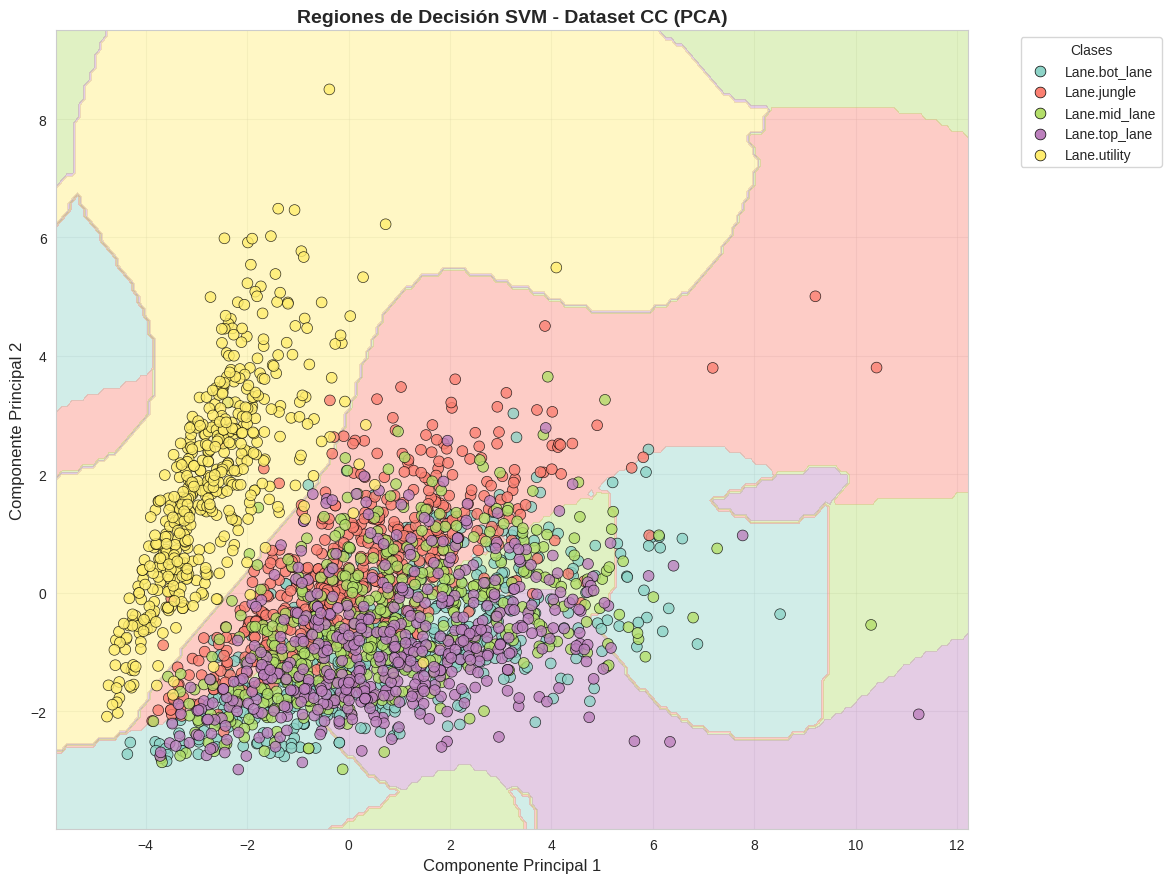 Regiones de Decisión SVM - Dataset CC (PCA)
Clases
Lane.bot_lane
Lane.jungle
Lane.mid_lane
Lane.top_lane
Lane.utility
Componente Principal 2
8
6
4
2
0
−2
−4 −2 0 2 4 6 8 10 12
Componente Principal 1